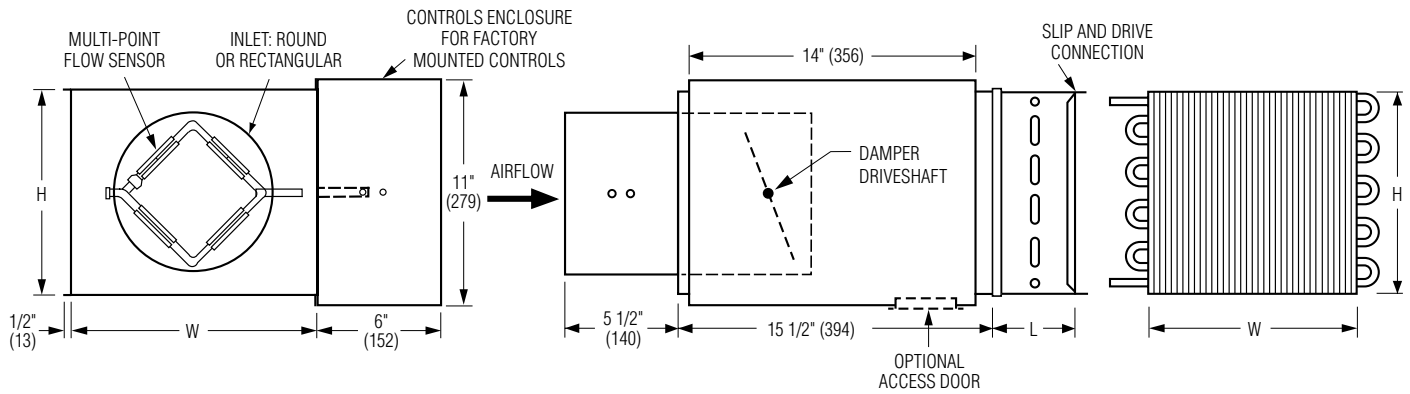 MULTI-POINT
FLOW SENSOR
INLET: ROUND
OR RECTANGULAR
CONTROLS ENCLOSURE
FOR FACTORY
MOUNTED CONTROLS
H
1/2"
(13)
W
6"
(152)
11"
(279)
AIRFLOW
14" (356)
DAMPER
DRIVESHAFT
5 1/2"
(140)
15 1/2" (394)
OPTIONAL
ACCESS DOOR
L
SLIP AND DRIVE
CONNECTION
H
W